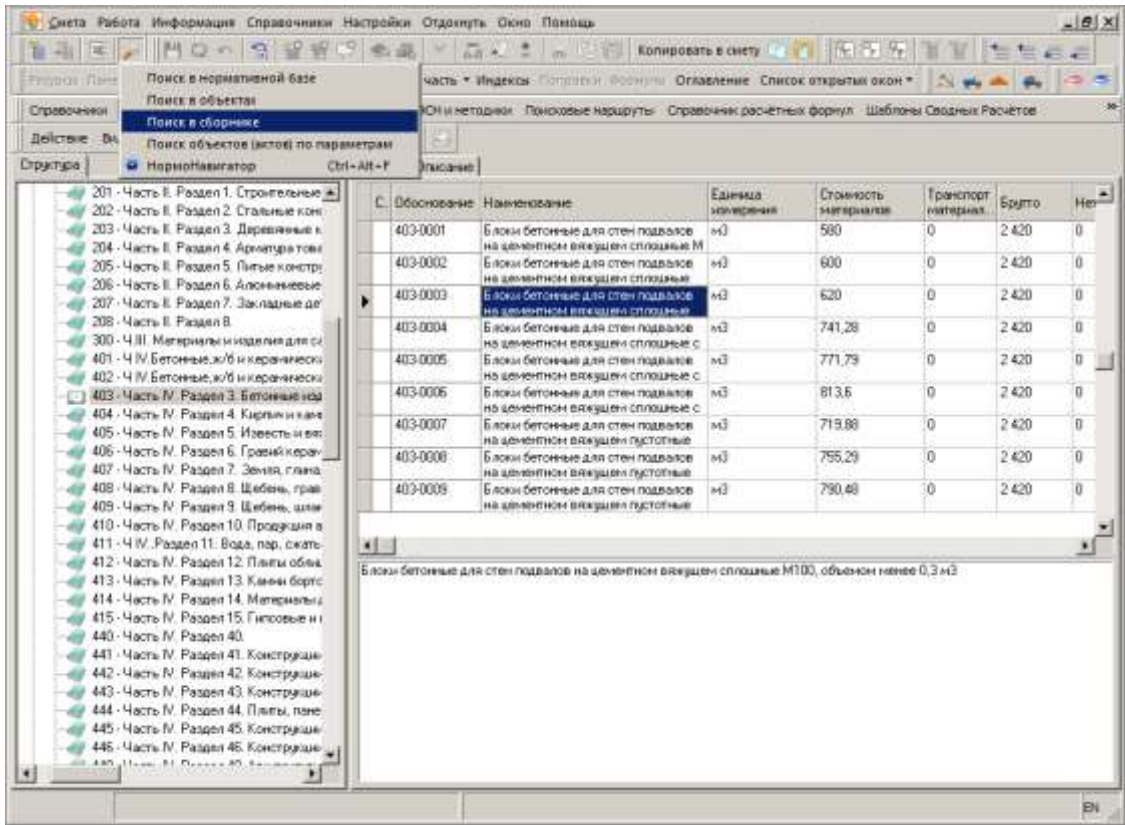 Смета Работа Информация Справочники Настройки Отдохнуть Окно Помощь
Копировать в смету
Поиск в нормативной базе
Поиск в объектах
Поиск в сборнике
Поиск объектов (актов) по параметрам
НормоНавигатор Ctrl+Alt+F
часть Индексы Поправки Формулы Оглавление Список открытых окон
Справочники и методики Поисковые маршруты Справочник расчётных формул Шаблоны Сводных Расчётов
Действие
Структура Описание
201 - Часть II. Раздел 1. Строительные
202 - Часть II. Раздел 2. Стальные конс
203 - Часть II. Раздел 3. Деревянные к
204 - Часть II. Раздел 4. Арматура това
205 - Часть II. Раздел 5. Литые констру
206 - Часть II. Раздел 6. Алюминиевые
207 - Часть II. Раздел 7. Закладные дет
208 - Часть II. Раздел 8.
300 - Ч.III. Материалы и изделия для са
401 - Ч IV.Бетонные,ж/б и керамически
402 - Ч IV.Бетонные,ж/б и керамически
403 - Часть IV. Раздел 3. Бетонные изд
404 - Часть IV. Раздел 4. Кирпич и каме
405 - Часть IV. Раздел 5. Известь и вяж
406 - Часть IV. Раздел 6. Гравий керам
407 - Часть IV. Раздел 7. Земля, глина,
408 - Часть IV. Раздел 8. Щебень, грав
409 - Часть IV. Раздел 9. Щебень, шлак
410 - Часть IV. Раздел 10. Продукция а
411 - Ч IV..Раздел 11. Вода, пар, сжаты
412 - Часть IV. Раздел 12. Плиты облиц
413 - Часть IV. Раздел 13. Камни борто
414 - Часть IV. Раздел 14. Материалы д
415 - Часть IV. Раздел 15. Гипсовые и и
440 - Часть IV. Раздел 40.
441 - Часть IV. Раздел 41. Конструкции
442 - Часть IV. Раздел 42. Конструкции
443 - Часть IV. Раздел 43. Конструкции
444 - Часть IV. Раздел 44. Плиты, пане
445 - Часть IV. Раздел 45. Конструкции
446 - Часть IV. Раздел 46. Конструкции
С. Обоснование Наименование Единица измерения Стоимость материалов Транспорт материал... Брутто
403-0001 Блоки бетонные для стен подвалов м3 580 0 2 420 0
на цементном вяжущем сплошные М
403-0002 Блоки бетонные для стен подвалов м3 600 0 2 420 0
на цементном вяжущем сплошные
403-0003 Блоки бетонные для стен подвалов м3 620 0 2 420 0
на цементном вяжущем сплошные
403-0004 Блоки бетонные для стен подвалов м3 741,28 0 2 420 0
на цементном вяжущем сплошные с
403-0005 Блоки бетонные для стен подвалов м3 771,79 0 2 420 0
на цементном вяжущем сплошные с
403-0006 Блоки бетонные для стен подвалов м3 813,6 0 2 420 0
на цементном вяжущем сплошные с
403-0007 Блоки бетонные для стен подвалов м3 719,88 0 2 420 0
на цементном вяжущем пустотные
403-0008 Блоки бетонные для стен подвалов м3 755,29 0 2 420 0
на цементном вяжущем пустотные
403-0009 Блоки бетонные для стен подвалов м3 790,48 0 2 420 0
на цементном вяжущем пустотные
Блоки бетонные для стен подвалов на цементном вяжущем сплошные М100, объемом менее 0,3 м3
EN